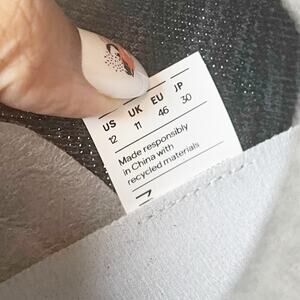 US UK EU JP
12 11 46 30
Made responsibly
in China with
recycled materials